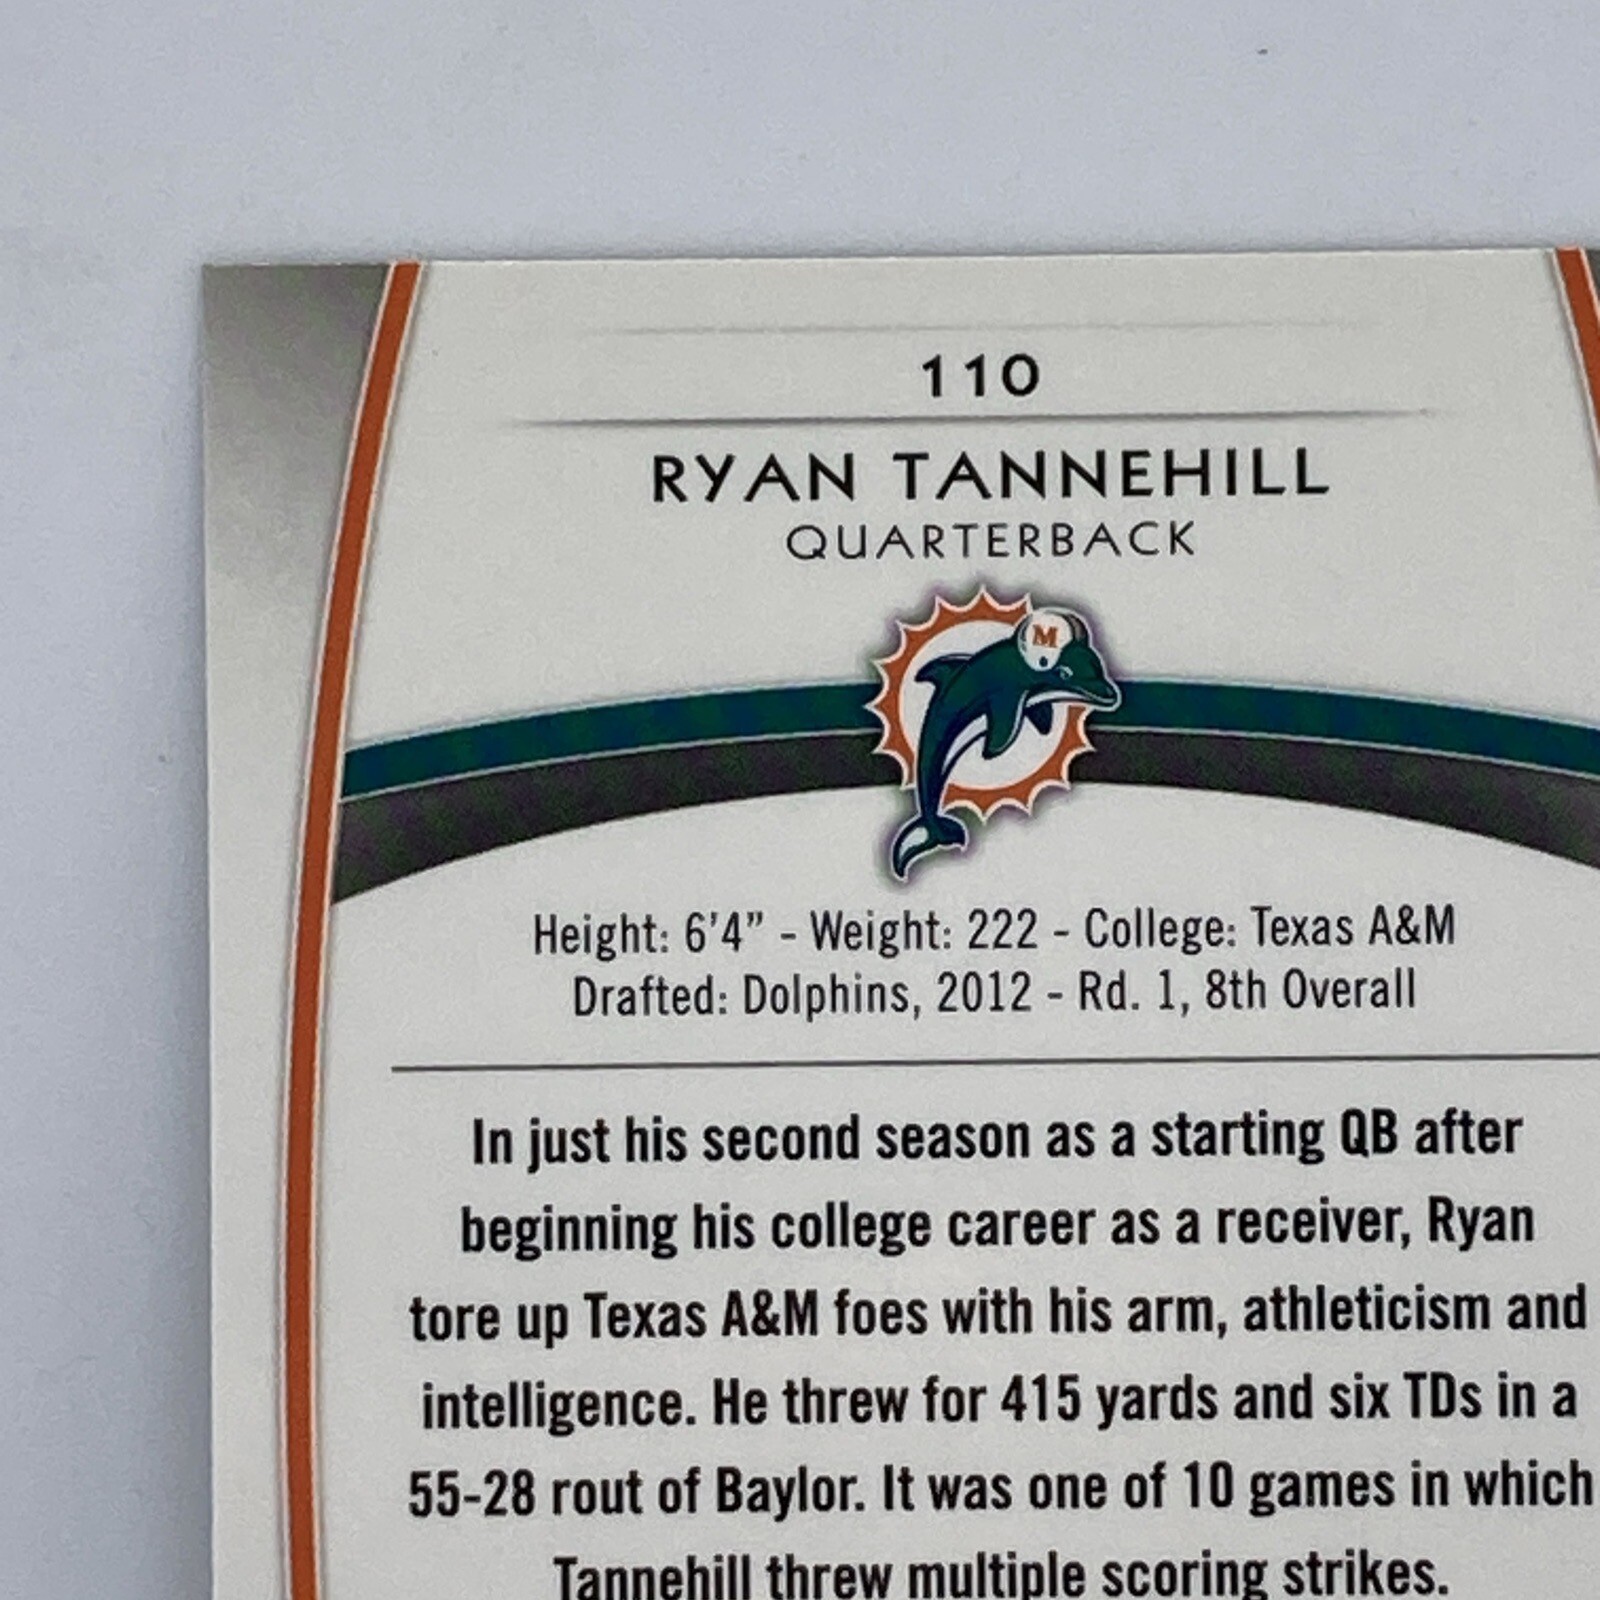 110
RYAN TANNEHILL
QUARTERBACK
M
Height: 6'4” - Weight: 222 - College: Texas A&M
Drafted: Dolphins, 2012 - Rd. 1, 8th Overall
In just his second season as a starting QB after
beginning his college career as a receiver, Ryan
tore up Texas A&M foes with his arm, athleticism and
intelligence. He threw for 415 yards and six TDs in a
55-28 rout of Baylor. It was one of 10 games in which
Tannehill threw multiple scoring strikes.